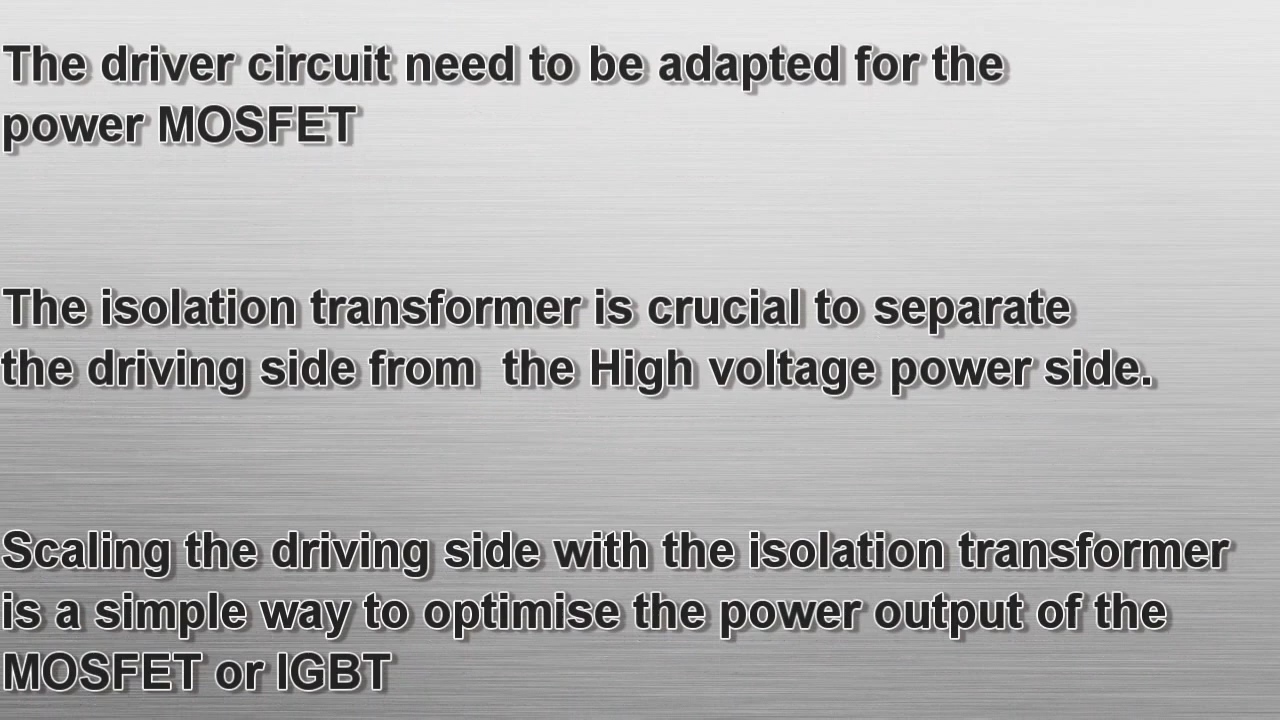 The driver circuit need to be adapted for the
power MOSFET
The isolation transformer is crucial to separate
the driving side from  the High voltage power side.
Scaling the driving side with the isolation transformer
is a simple way to optimise the power output of the
MOSFET or IGBT